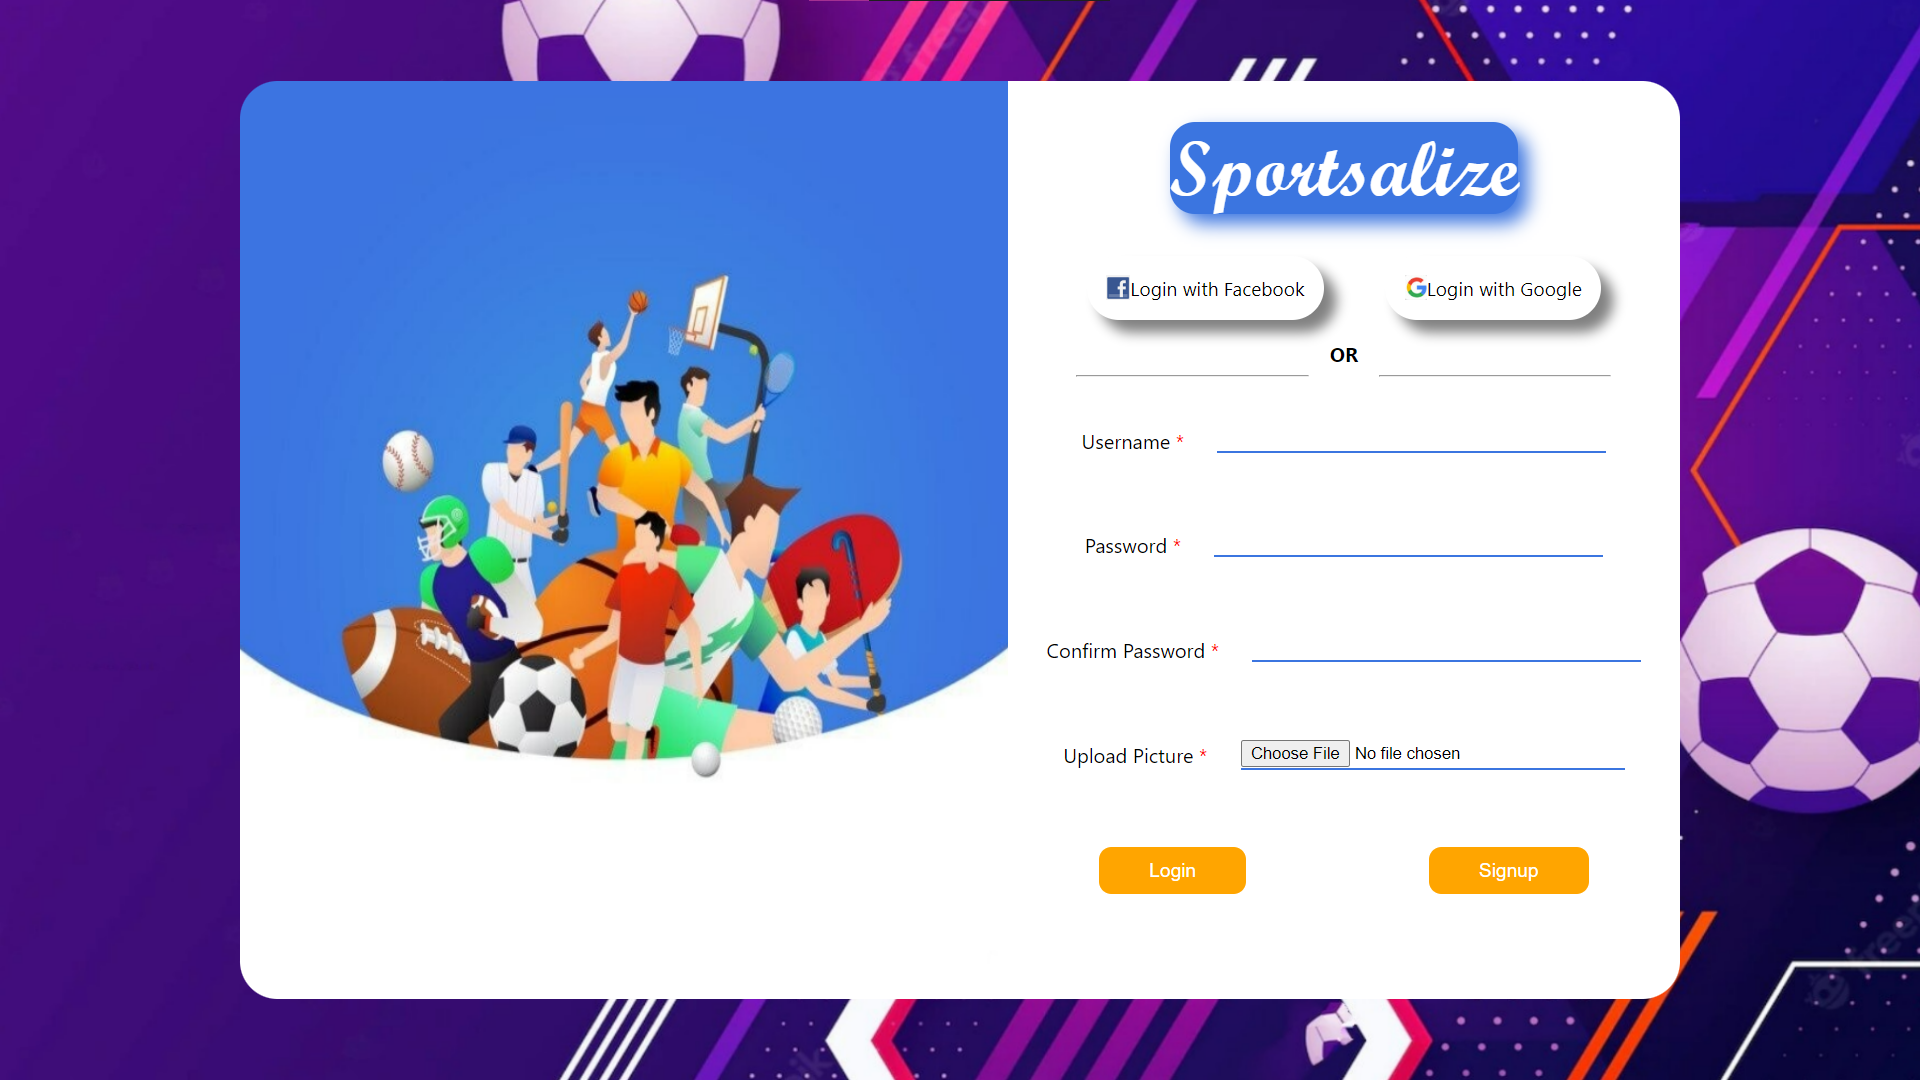 Sportsalize
Login with Facebook
Login with Google
OR
Username *
Password *
Confirm Password *
Upload Picture *
Choose File No file chosen
Login
Signup